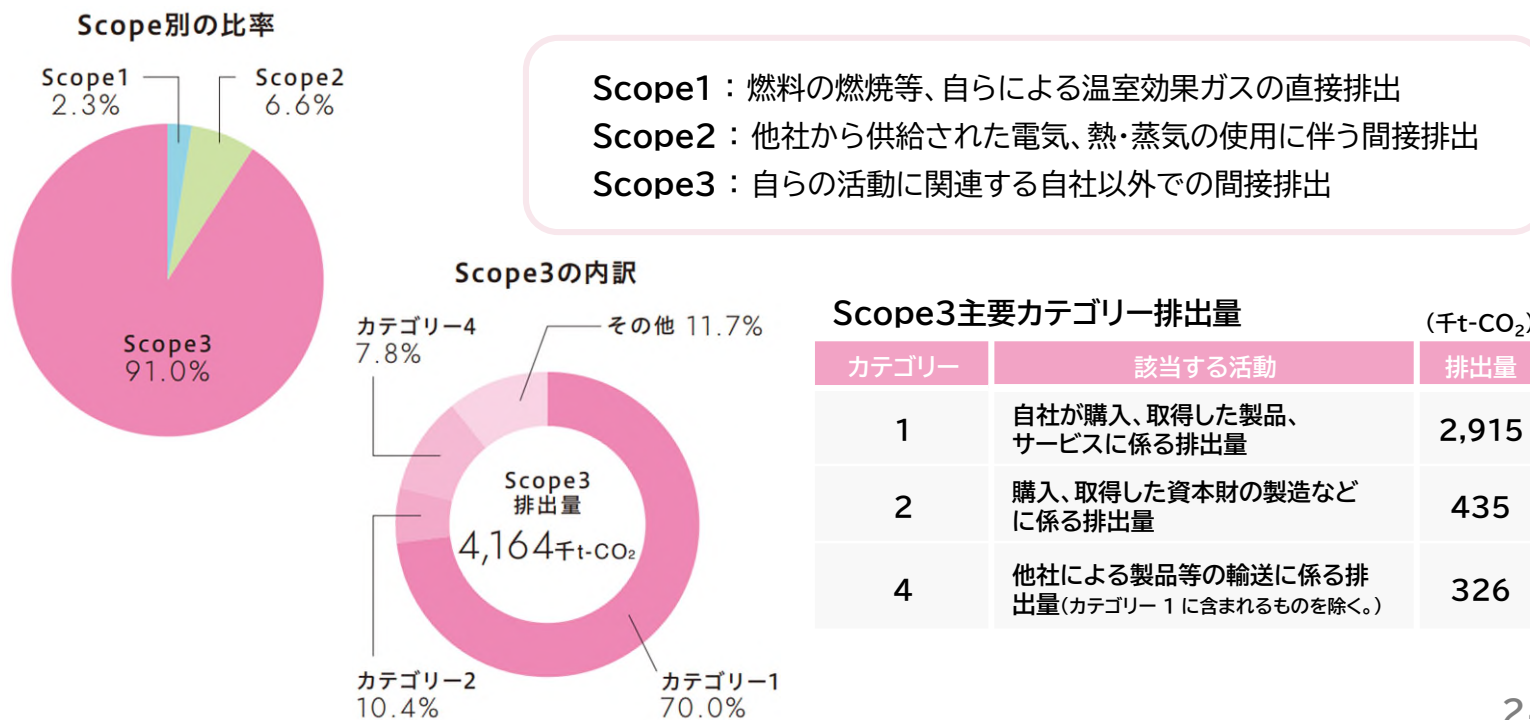 Scope別の比率
Scope1
2.3%
Scope2
6.6%
Scope3
91.0%
Scope1：燃料の燃焼等、自らによる温室効果ガスの直接排出
Scope2：他社から供給された電気、熱・蒸気の使用に伴う間接排出
Scope3：自らの活動に関連する自社以外での間接排出
Scope3の内訳
カテゴリー4
7.8%
その他 11.7%
Scope3
排出量
4,164千t-CO₂
カテゴリー2
10.4%
カテゴリー1
70.0%
Scope3主要カテゴリー排出量
(千t-CO₂)
カテゴリー 該当する活動 排出量
1 自社が購入、取得した製品、
サービスに係る排出量 2,915
2 購入、取得した資本財の製造など
に係る排出量 435
4 他社による製品等の輸送に係る排
出量(カテゴリー 1 に含まれるものを除く。) 326